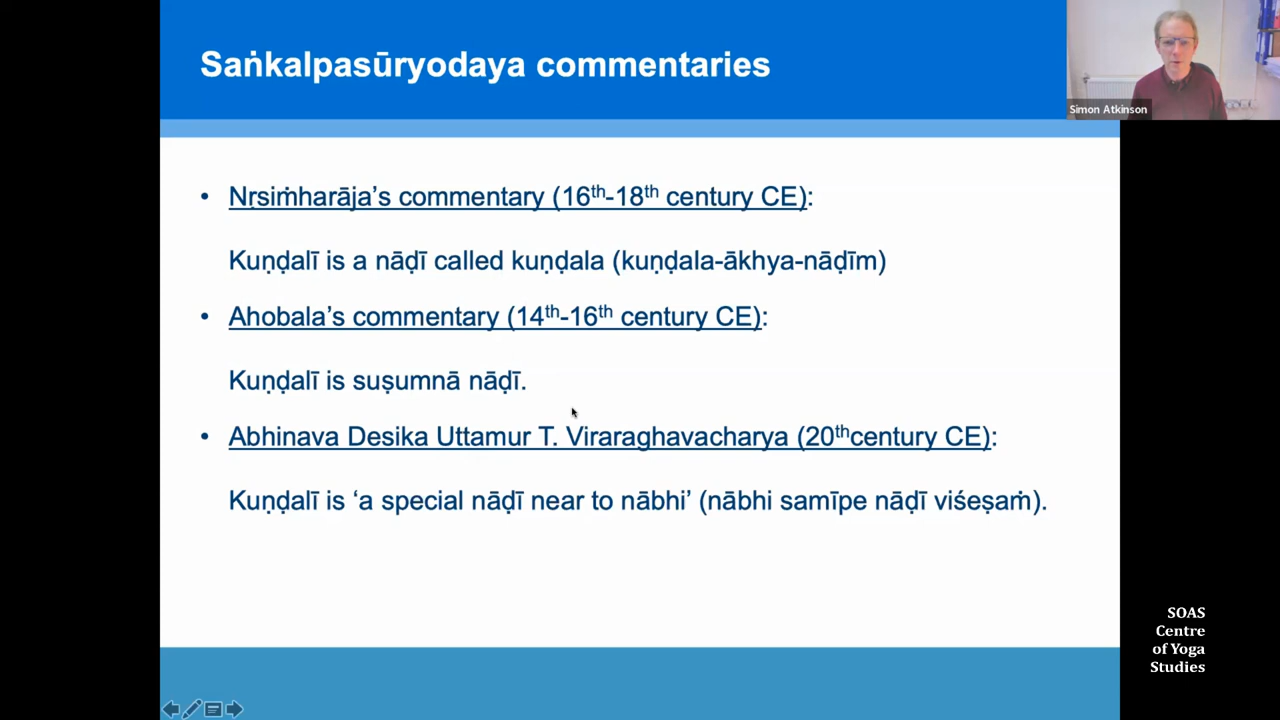 Saṅkalpasūryodaya commentaries
Simon Atkinson
• Nṛsiṁharāja’s commentary (16th-18th century CE):
Kuṇḍalī is a nāḍī called kuṇḍala (kuṇḍala-ākhya-nāḍīm)
• Ahobala’s commentary (14th-16th century CE):
Kuṇḍalī is suṣumnā nāḍī.
• Abhinava Desika Uttamur T. Viraraghavacharya (20thcentury CE):
Kuṇḍalī is ‘a special nāḍī near to nābhi’ (nābhi samīpe nāḍī viśeṣaṁ).
SOAS
Centre
of Yoga
Studies